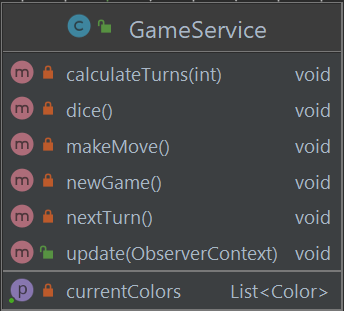 C GameService
m calculateTurns(int) void
m dice() void
m makeMove() void
m newGame() void
m nextTurn() void
m update(ObserverContext) void
p currentColors List<Color>